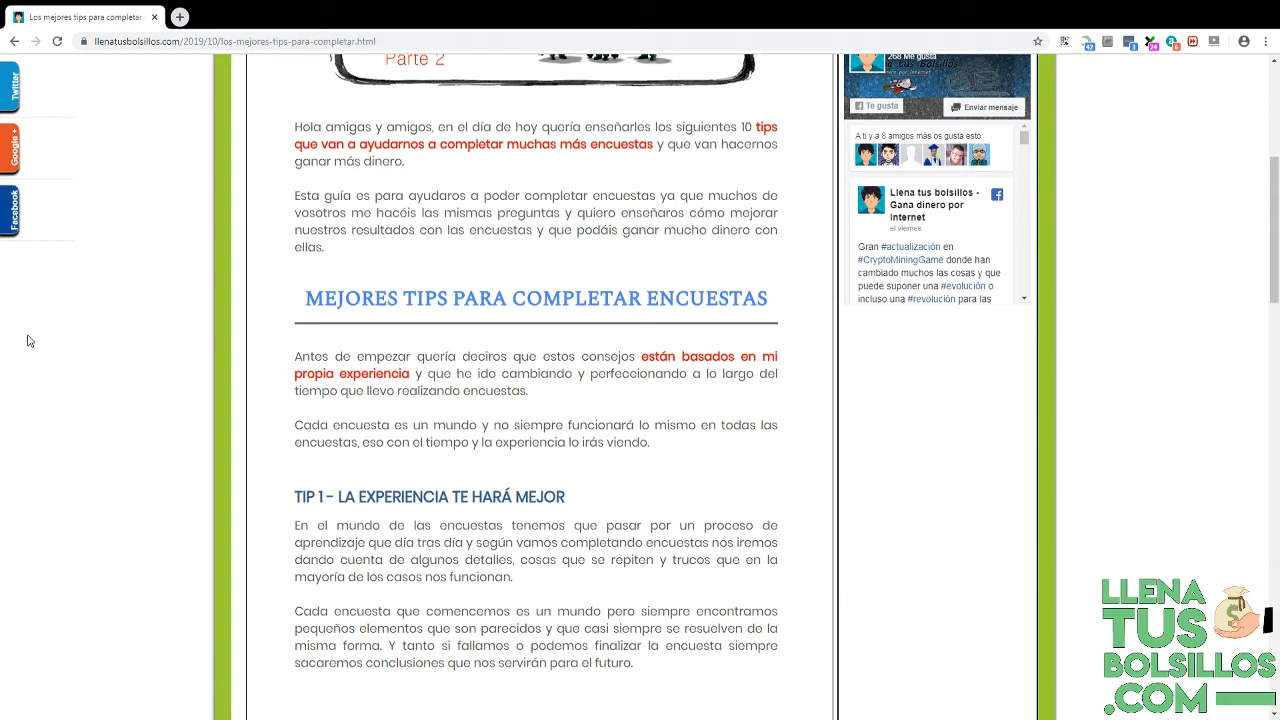 Los mejores tips para completar
llenatusbolsillos.com/2019/10/los-mejores-tips-para-completar.html
47
1
24
6
Twitter
Google +
Facebook
Parte 2
Hola amigas y amigos, en el día de hoy quería enseñarles los siguientes 10 tips
que van a ayudarnos a completar muchas más encuestas y que van hacernos
ganar más dinero.
Esta guía es para ayudaros a poder completar encuestas ya que muchos de
vosotros me hacéis las mismas preguntas y quiero enseñaros cómo mejorar
nuestros resultados con las encuestas y que podáis ganar mucho dinero con
ellas.
MEJORES TIPS PARA COMPLETAR ENCUESTAS
Antes de empezar quería deciros que estos consejos están basados en mi
propia experiencia y que he ido cambiando y perfeccionando a lo largo del
tiempo que llevo realizando encuestas.
Cada encuesta es un mundo y no siempre funcionará lo mismo en todas las
encuestas, eso con el tiempo y la experiencia lo irás viendo.
TIP 1 - LA EXPERIENCIA TE HARÁ MEJOR
En el mundo de las encuestas tenemos que pasar por un proceso de
aprendizaje que día tras día y según vamos completando encuestas nos iremos
dando cuenta de algunos detalles, cosas que se repiten y trucos que en la
mayoría de los casos nos funcionan.
Cada encuesta que comencemos es un mundo pero siempre encontramos
pequeños elementos que son parecidos y que casi siempre se resuelven de la
misma forma. Y tanto si fallamos o podemos finalizar la encuesta siempre
sacaremos conclusiones que nos servirán para el futuro.
268 Me gusta
a tus Bolsillos
Te gusta
Enviar mensaje
A ti y a 8 amigos más os gusta esto
Llena tus bolsillos -
Gana dinero por
Internet
el viernes
Gran #actualización en
#CryptoMiningGame donde han
cambiado muchos las cosas y que
puede suponer una #evolución o
incluso una #revolución para las
LLENA
TUS
BOLSILLOS
.COM